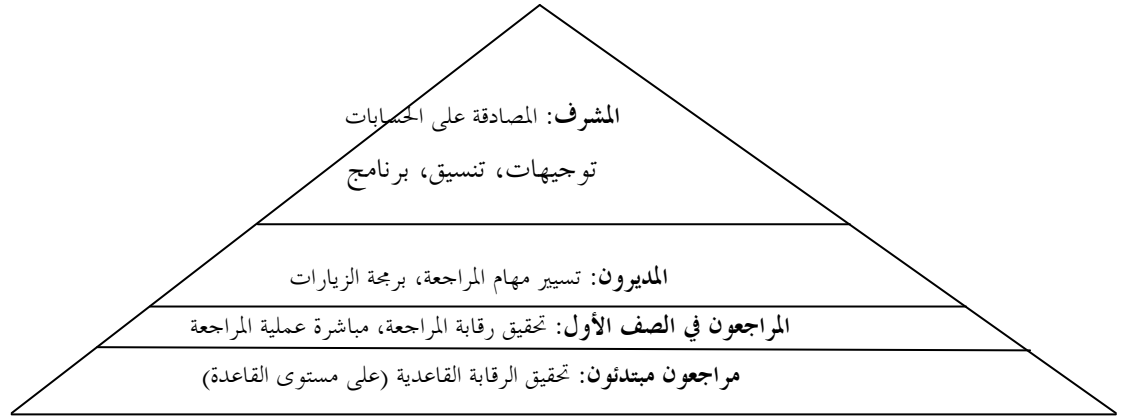 المشرف: المصادقة على الحسابات
توجيهات، تنسيق، برنامج
المديرون: تسيير مهام المراجعة، برمجة الزيارات
المراجعون في الصف الأول: تحقيق رقابة المراجعة، مباشرة عملية المراجعة
مراجعون مبتدئون: تحقيق الرقابة القاعدية (على مستوى القاعدة)